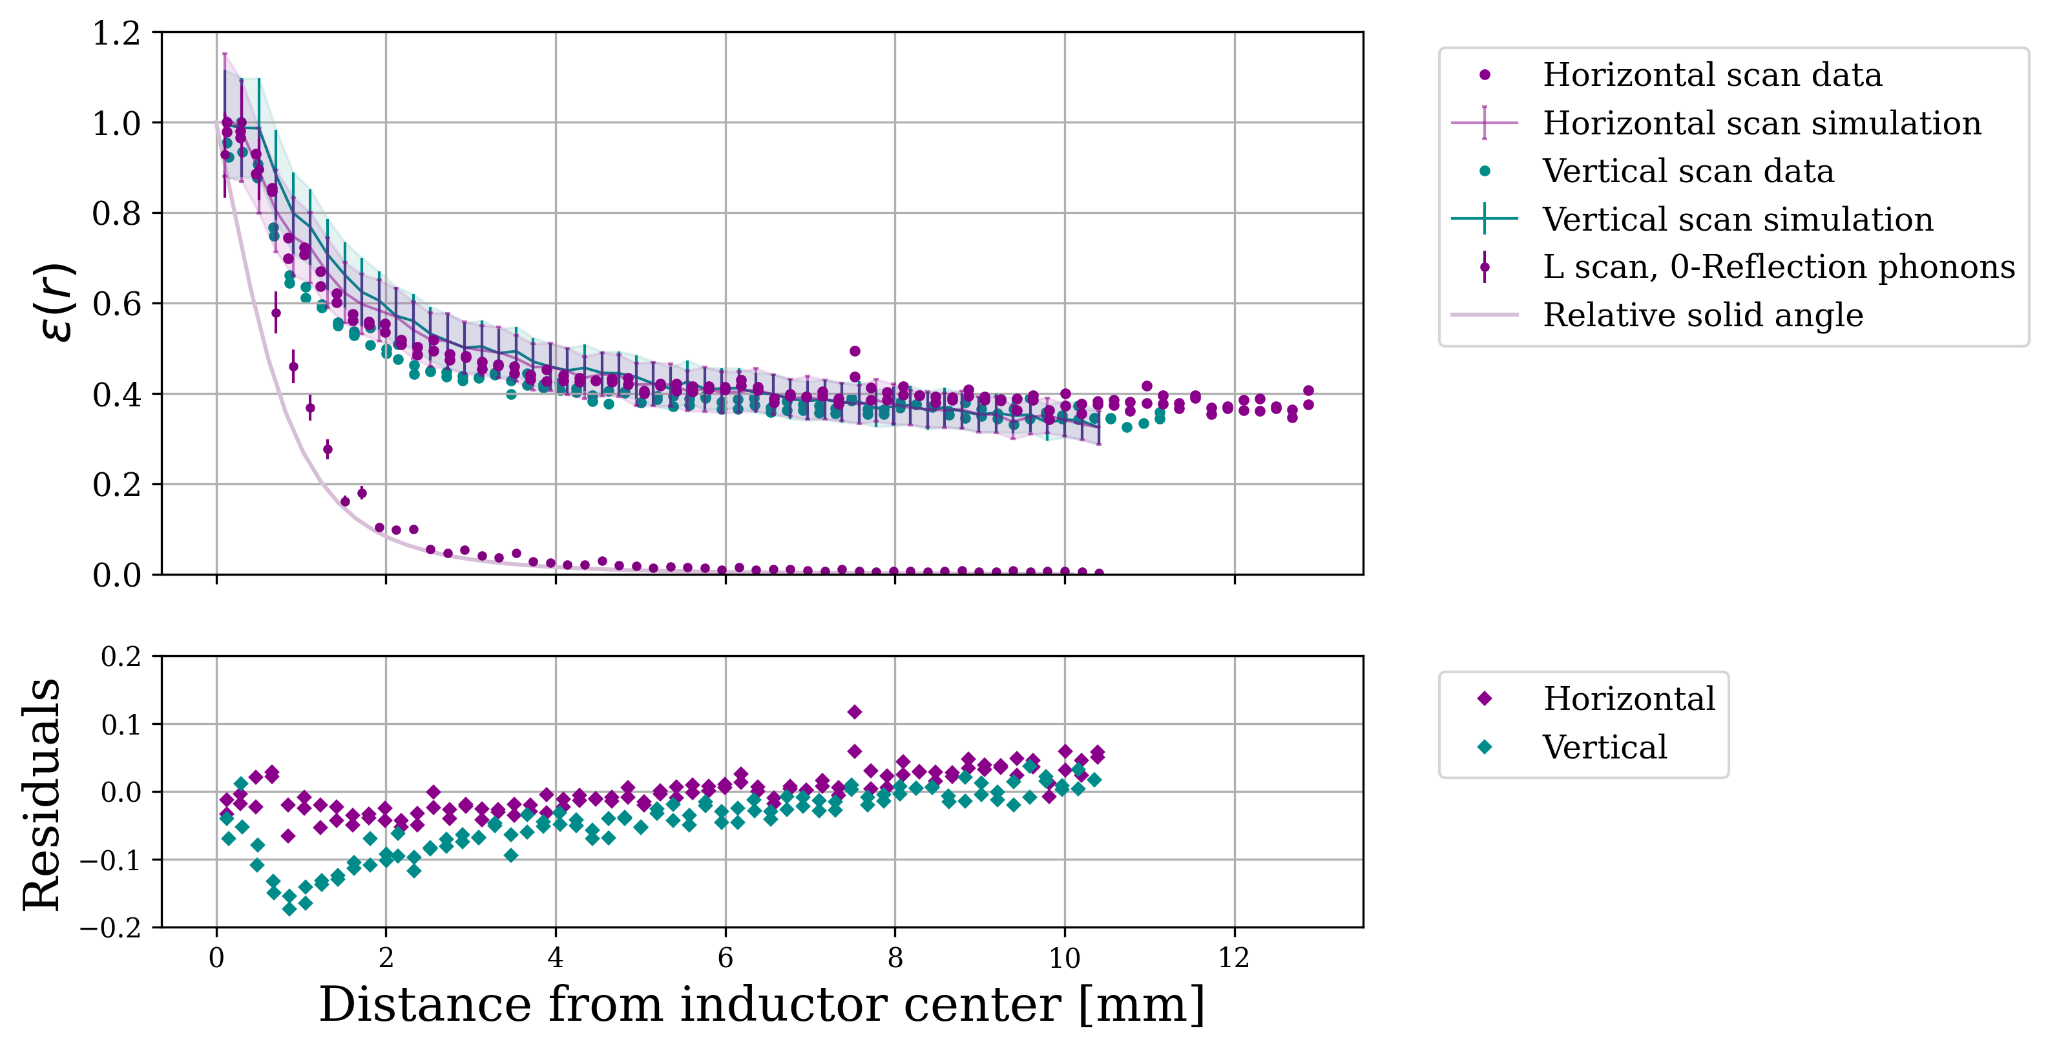 1.2
1.0
0.8
0.6
0.4
0.2
0.0
ε(r)
Horizontal scan data
Horizontal scan simulation
Vertical scan data
Vertical scan simulation
L scan, 0-Reflection phonons
Relative solid angle
0.2
0.1
0.0
−0.1
−0.2
Residuals
Horizontal
Vertical
0 2 4 6 8 10 12
Distance from inductor center [mm]